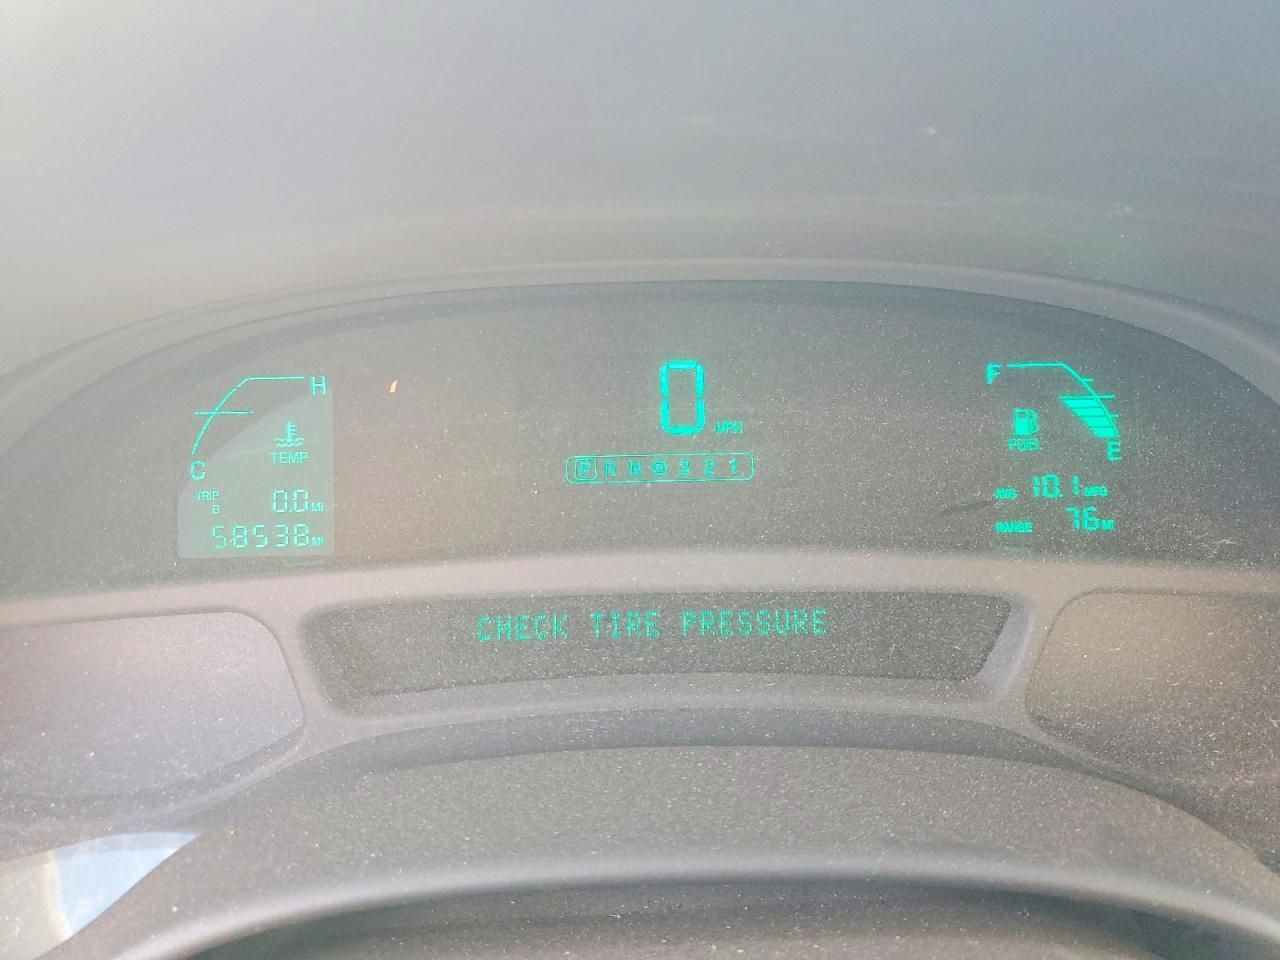 H
C
TEMP
TRIP
B
0.0 MI
58538 MI
0 MPH
P R N D 3 2 1
F
FUEL
E
AVG 10.1 MPG
RANGE 76 MI
CHECK TIRE PRESSURE